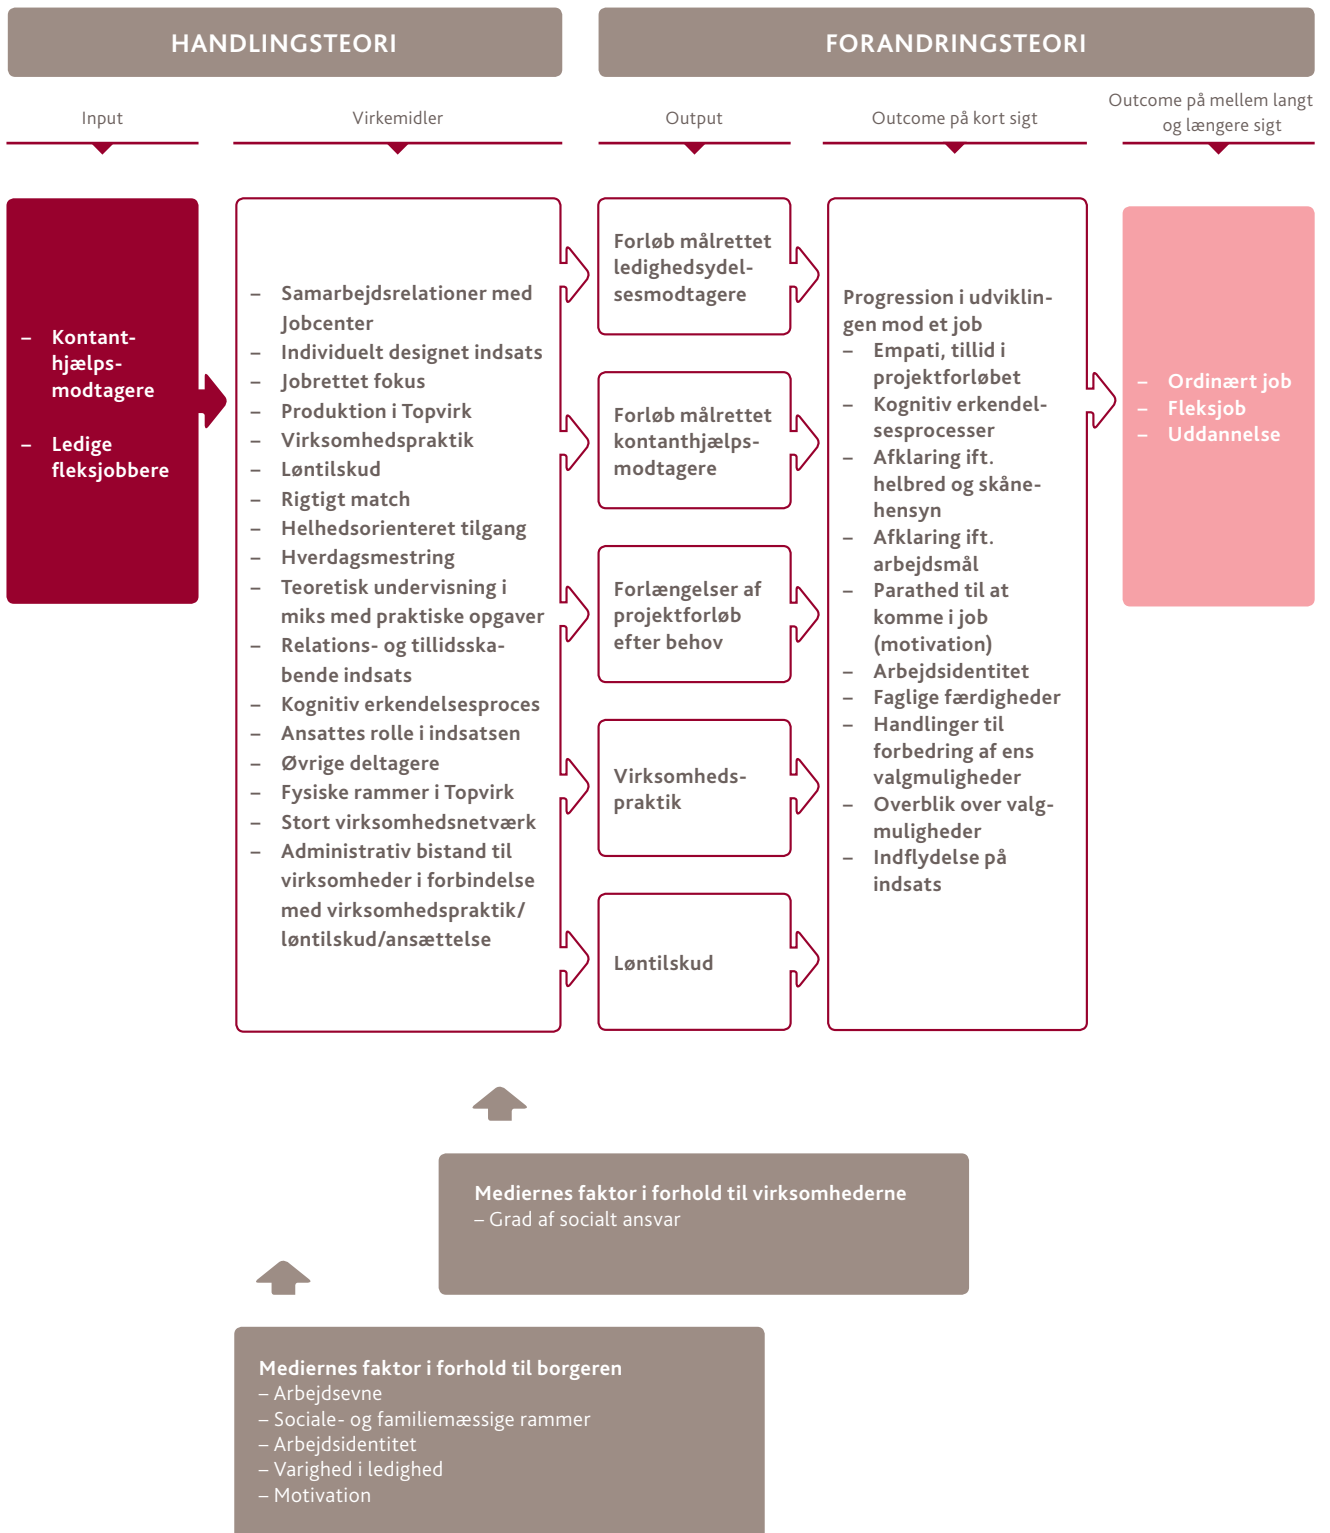 HANDLINGSTEORI
FORANDRINGSTEORI
Input
Virkemidler
Output
Outcome på kort sigt
Outcome på mellem langt
og længere sigt
– Kontant-
hjælps-
modtagere
– Ledige
fleksjobbere
– Samarbejdsrelationer med
Jobcenter
– Individuelt designet indsats
– Jobrettet fokus
– Produktion i Topvirk
– Virksomhedspraktik
– Løntilskud
– Rigtigt match
– Helhedsorienteret tilgang
– Hverdagsmestring
– Teoretisk undervisning i
miks med praktiske opgaver
– Relations- og tillidsska-
bende indsats
– Kognitiv erkendelsesproces
– Ansattes rolle i indsatsen
– Øvrige deltagere
– Fysiske rammer i Topvirk
– Stort virksomhedsnetværk
– Administrativ bistand til
virksomheder i forbindelse
med virksomhedspraktik/
løntilskud/ansættelse
Forløb målrettet
ledighedsydel-
sesmodtagere
Forløb målrettet
kontanthjælps-
modtagere
Forlængelser af
projektforløb
efter behov
Virksomheds-
praktik
Løntilskud
Progression i udviklin-
gen mod et job
– Empati, tillid i
projektforløbet
– Kognitiv erkendel-
sesprocesser
– Afklaring ift.
helbred og skåne-
hensyn
– Afklaring ift.
arbejdsmål
– Parathed til at
komme i job
(motivation)
– Arbejdsidentitet
– Faglige færdigheder
– Handlinger til
forbedring af ens
valgmuligheder
– Overblik over valg-
muligheder
– Indflydelse på
indsats
– Ordinært job
– Fleksjob
– Uddannelse
Mediernes faktor i forhold til virksomhederne
– Grad af socialt ansvar
Mediernes faktor i forhold til borgeren
– Arbejdsevne
– Sociale- og familiemæssige rammer
– Arbejdsidentitet
– Varighed i ledighed
– Motivation